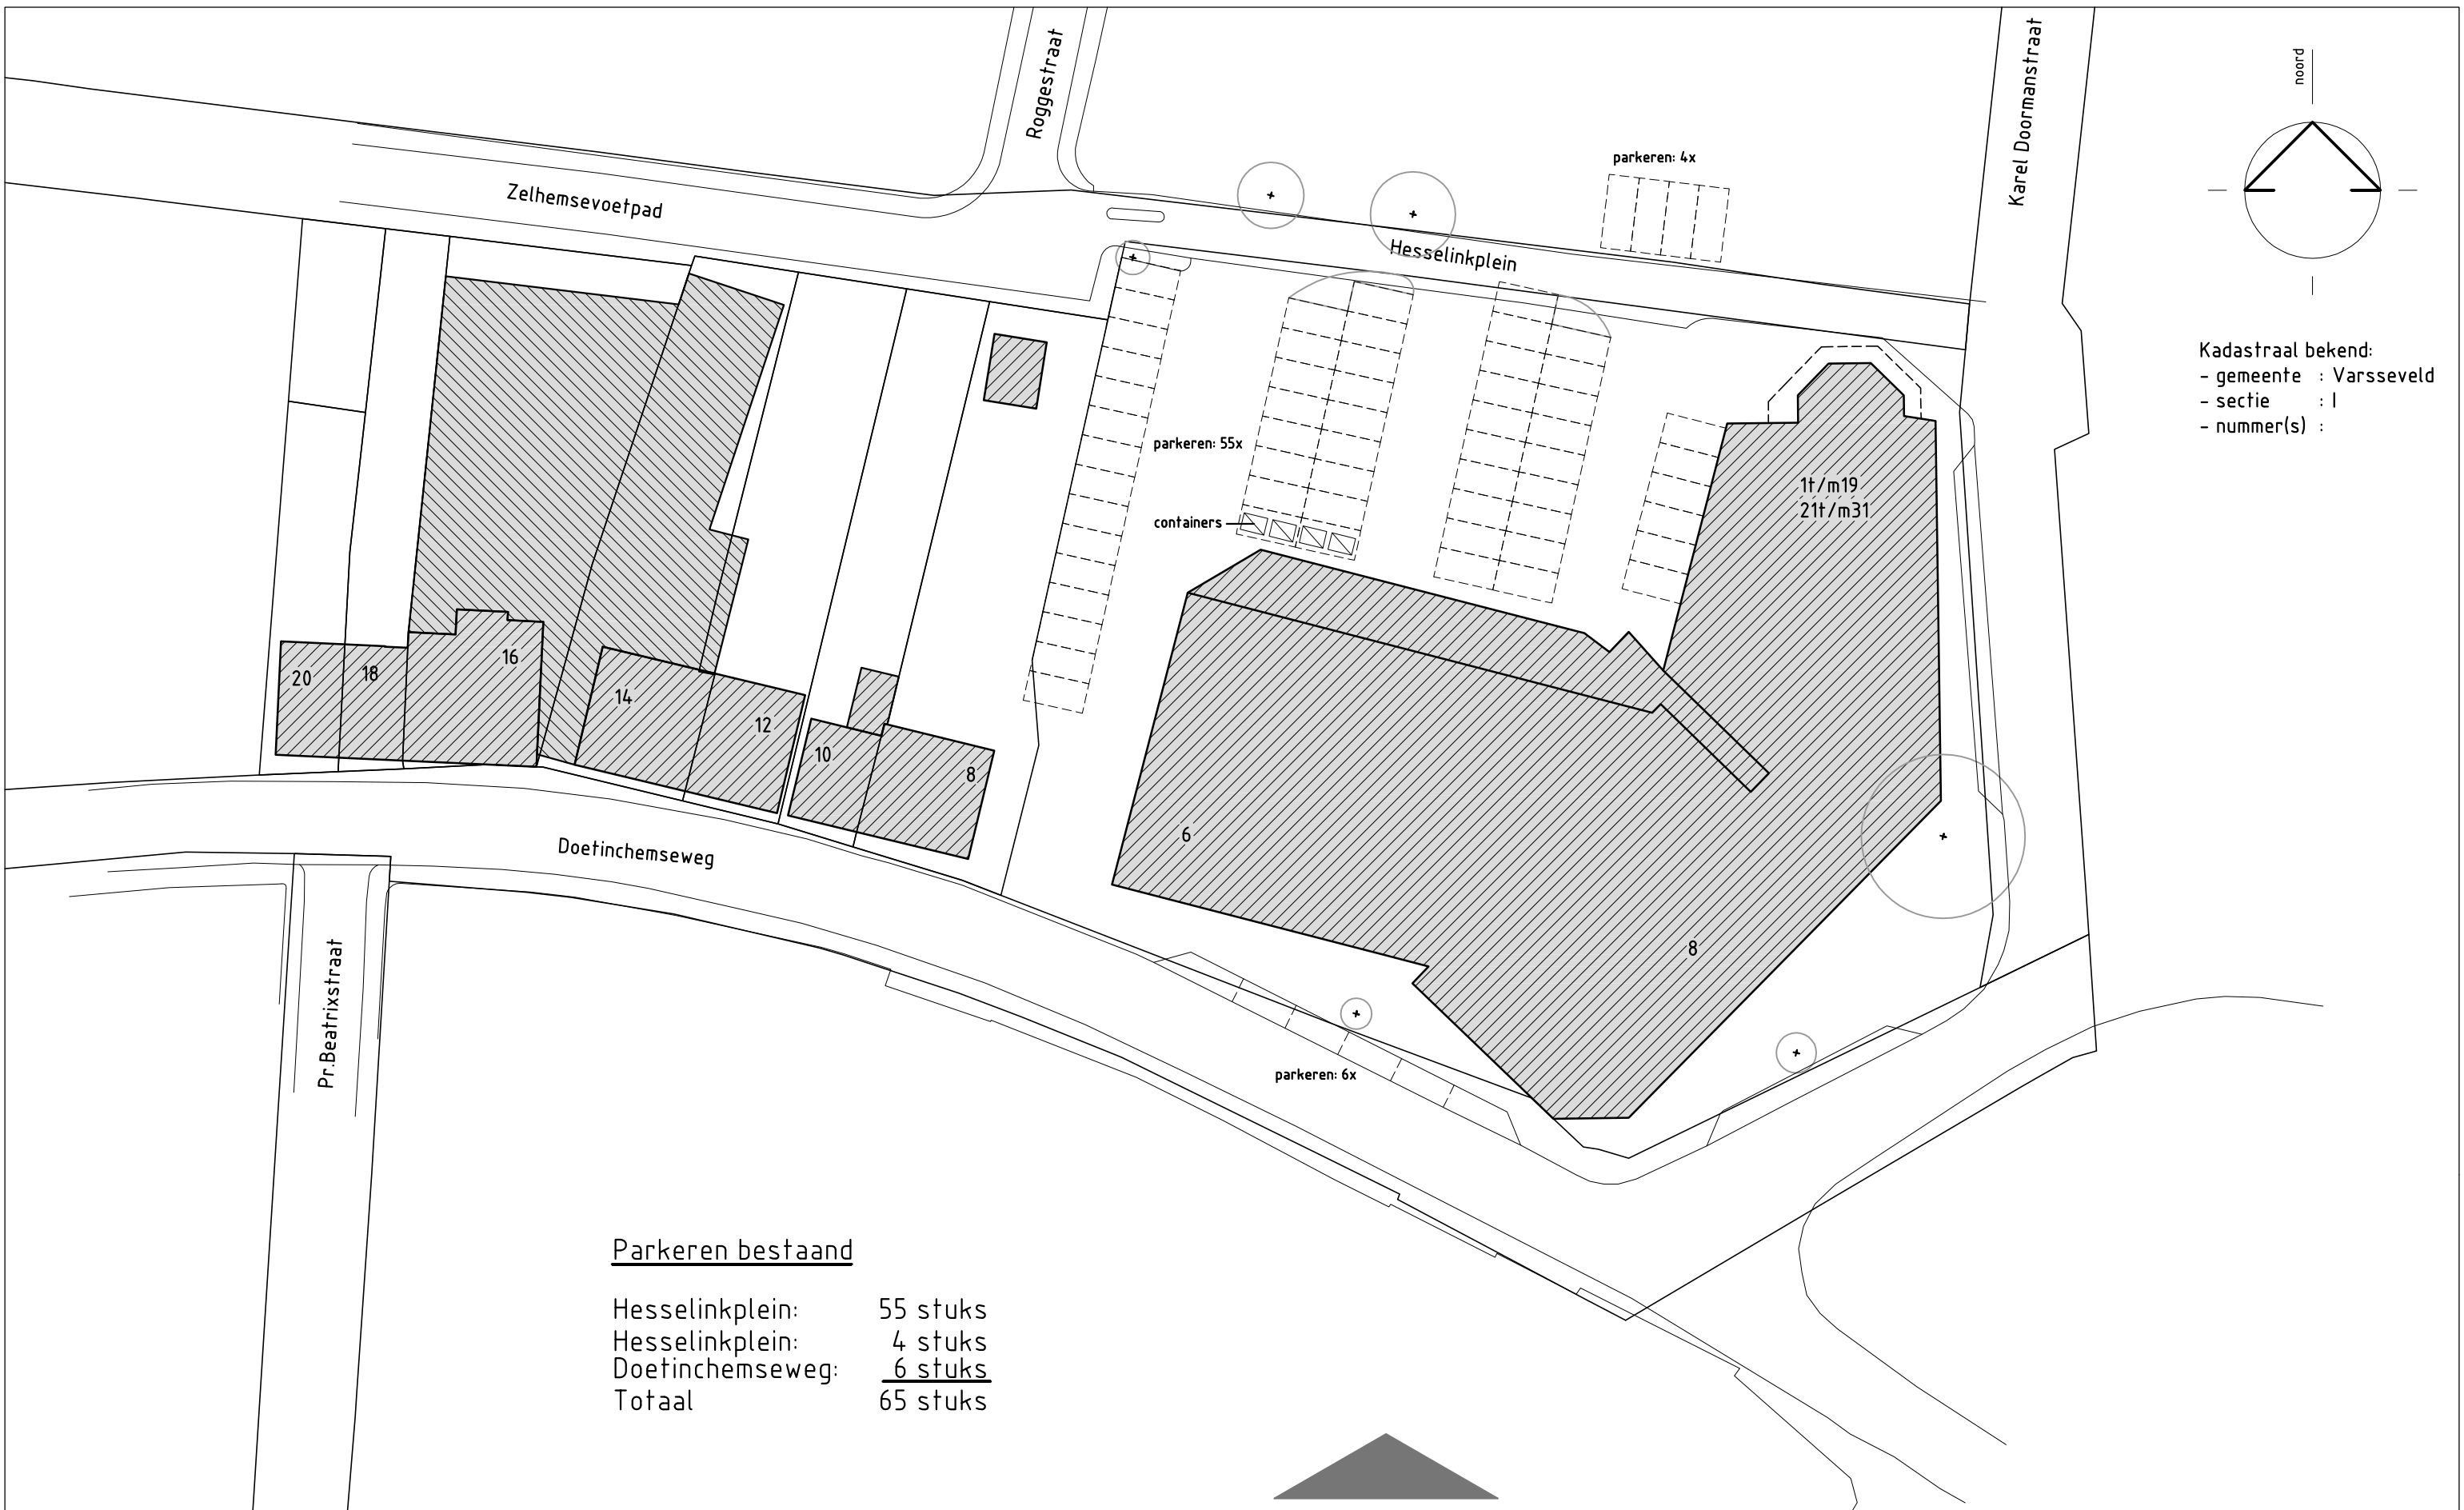 Roggestraat
Karel Doormanstraat
noord
parkeren: 4x
Zelhemsevoetpad
Hesselinkplein
Kadastraal bekend:
- gemeente : Varsseveld
- sectie : I
- nummer(s) :
parkeren: 55x
containers
1t/m19
21t/m31
20
18
16
14
12
10
8
6
8
Doetinchemseweg
Pr.Beatrixstraat
parkeren: 6x
Parkeren bestaand
Hesselinkplein: 55 stuks
Hesselinkplein: 4 stuks
Doetinchemseweg: 6 stuks
Totaal 65 stuks